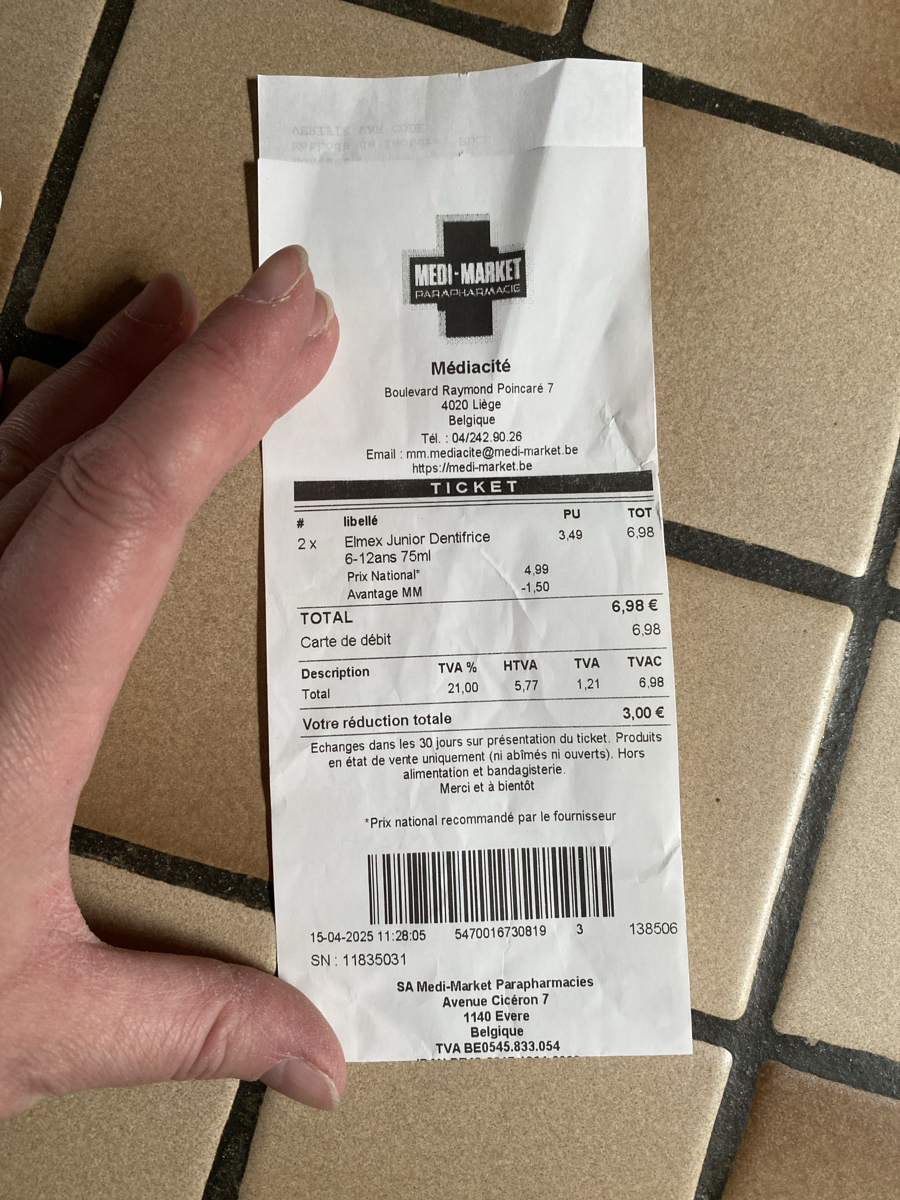 MEDI-MARKET
PARAPHARMACIE
Médiacité
Boulevard Raymond Poincaré 7
4020 Liège
Belgique
Tél. : 04/242.90.26
Email : mm.mediacite@medi-market.be
https://medi-market.be
TICKET
# libellé PU TOT
2 x Elmex Junior Dentifrice 3,49 6,98
6-12ans 75ml
Prix National* 4,99
Avantage MM -1,50
TOTAL 6,98 €
Carte de débit 6,98
Description TVA % HTVA TVA TVAC
Total 21,00 5,77 1,21 6,98
Votre réduction totale 3,00 €
Echanges dans les 30 jours sur présentation du ticket. Produits
en état de vente uniquement (ni abîmés ni ouverts). Hors
alimentation et bandagisterie.
Merci et à bientôt
*Prix national recommandé par le fournisseur
15-04-2025 11:28:05 5470016730819 3 138506
SN : 11835031
SA Medi-Market Parapharmacies
Avenue Cicéron 7
1140 Evere
Belgique
TVA BE0545.833.054